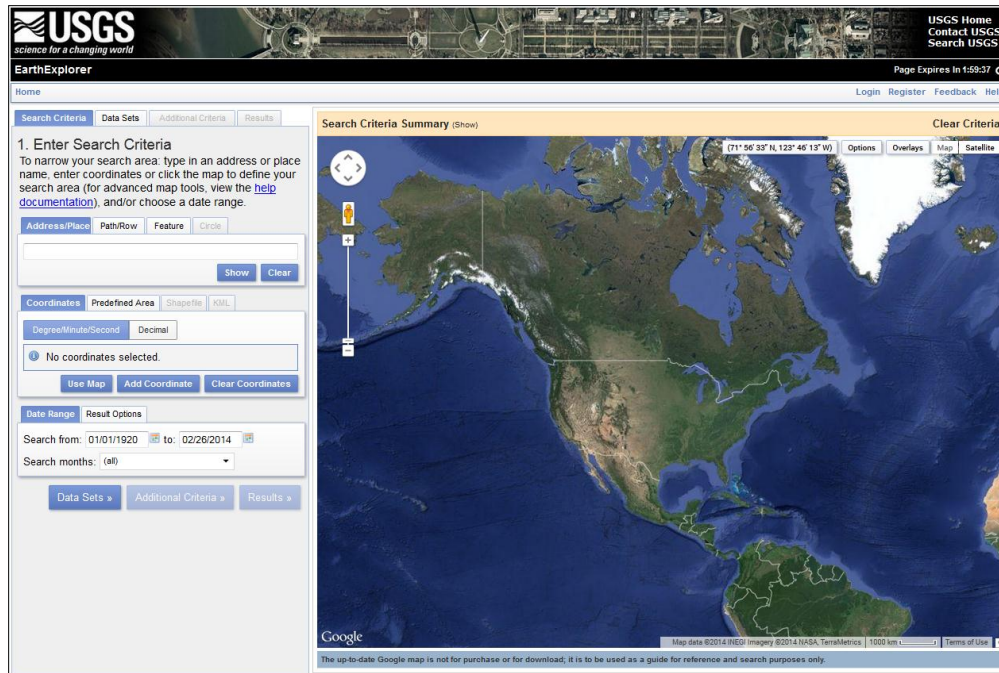 USGS
science for a changing world
USGS Home
Contact USGS
Search USGS
EarthExplorer
Page Expires In 1:59:37
Home
Login Register Feedback Hel
Search Criteria Data Sets Additional Criteria Results
1. Enter Search Criteria
To narrow your search area: type in an address or place
name, enter coordinates or click the map to define your
search area (for advanced map tools, view the help
documentation), and/or choose a date range.
Address/Place Path/Row Feature Circle
Show Clear
Coordinates Predefined Area Shapefile KML
Degree/Minute/Second Decimal
No coordinates selected.
Use Map Add Coordinate Clear Coordinates
Date Range Result Options
Search from: 01/01/1920 to: 02/26/2014
Search months: (all)
Data Sets » Additional Criteria » Results »
Search Criteria Summary (Show)
Clear Criteria
(71° 56' 33" N, 123° 46' 13" W) Options Overlays Map Satellite
Google
Map data ©2014 INEGI Imagery ©2014 NASA, TerraMetrics 1000 km Terms of Use
The up-to-date Google map is not for purchase or for download; it is to be used as a guide for reference and search purposes only.